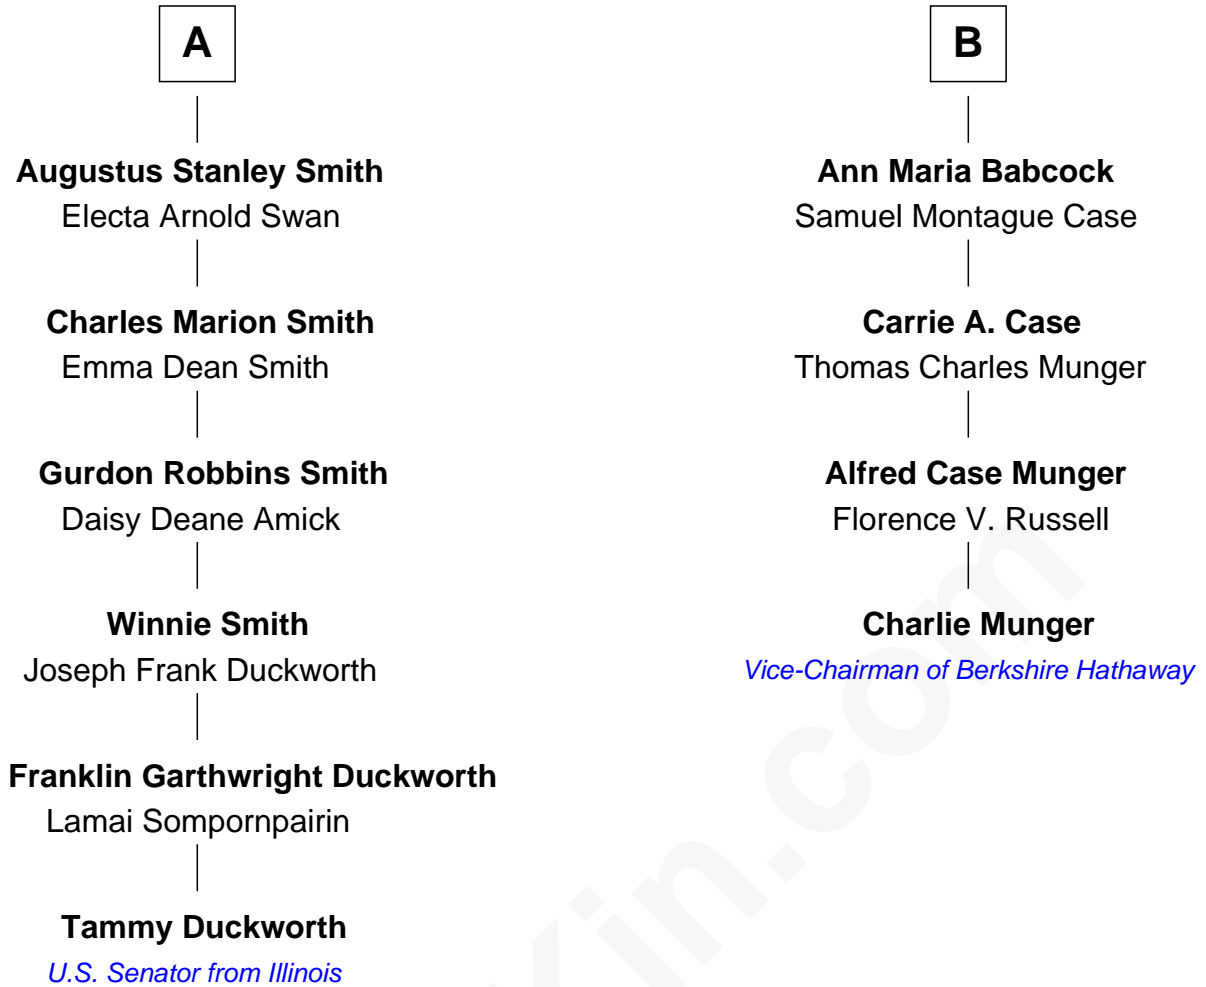 A
Augustus Stanley Smith
Electa Arnold Swan
Charles Marion Smith
Emma Dean Smith
Gurdon Robbins Smith
Daisy Deane Amick
Winnie Smith
Joseph Frank Duckworth
Franklin Garthwright Duckworth
Lamai Sompornpairin
Tammy Duckworth
U.S. Senator from Illinois
B
Ann Maria Babcock
Samuel Montague Case
Carrie A. Case
Thomas Charles Munger
Alfred Case Munger
Florence V. Russell
Charlie Munger
Vice-Chairman of Berkshire Hathaway